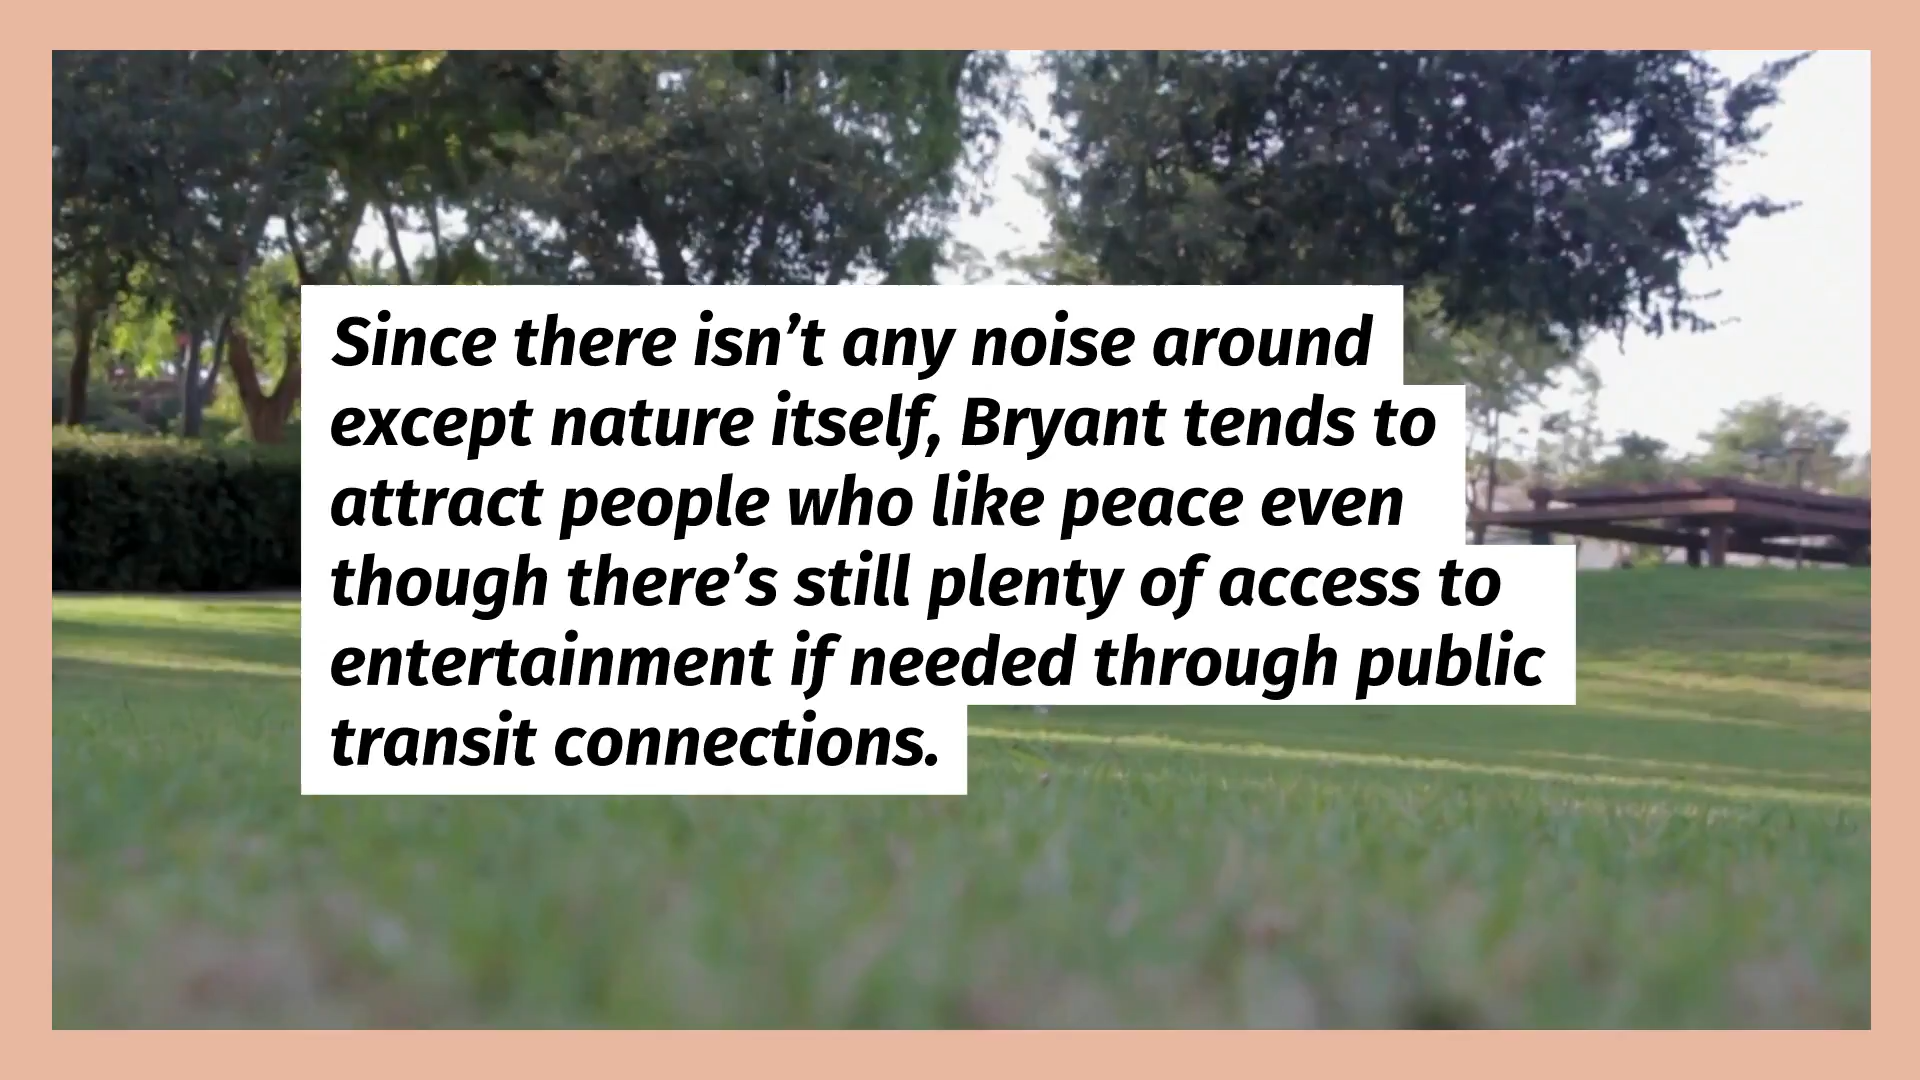 Since there isn’t any noise around
except nature itself, Bryant tends to
attract people who like peace even
though there’s still plenty of access to
entertainment if needed through public
transit connections.